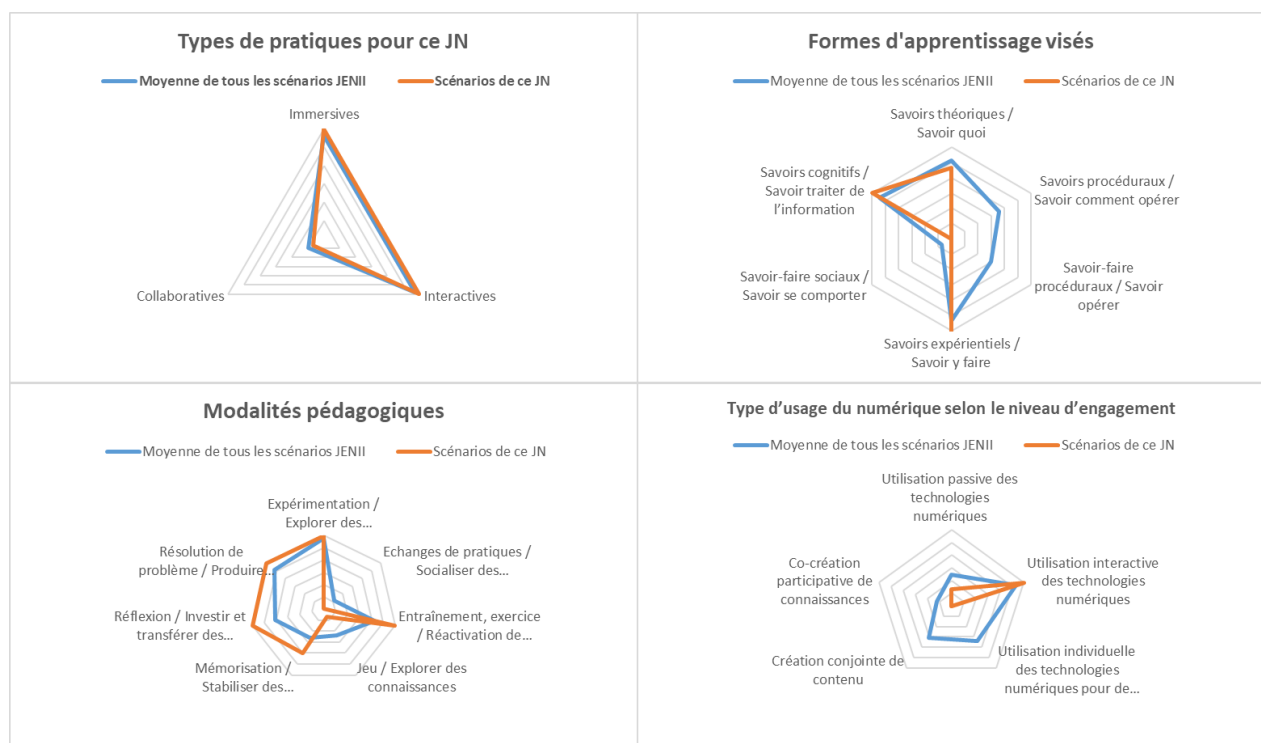 Types de pratiques pour ce JN
Moyenne de tous les scénarios JENII
Scénarios de ce JN
Immersives
Collaboratives
Interactives
Formes d'apprentissage visés
Moyenne de tous les scénarios JENII
Scénarios de ce JN
Savoirs théoriques /
Savoir quoi
Savoirs cognitifs /
Savoir traiter de
l'information
Savoirs procéduraux /
Savoir comment opérer
Savoir-faire sociaux /
Savoir se comporter
Savoir-faire
procéduraux / Savoir
opérer
Savoirs expérientiels /
Savoir y faire
Modalités pédagogiques
Moyenne de tous les scénarios JENII
Scénarios de ce JN
Expérimentation /
Explorer des...
Résolution de
problème / Produire...
Echanges de pratiques /
Socialiser des...
Réflexion / Investir et
transférer des...
Entraînement, exercice
/ Réactivation de...
Mémorisation /
Stabiliser des...
Jeu / Explorer des
connaissances
Type d’usage du numérique selon le niveau d’engagement
Moyenne de tous les scénarios JENII
Scénarios de ce JN
Utilisation passive des
technologies
numériques
Co-création
participative de
connaissances
Utilisation interactive
des technologies
numériques
Création conjointe de
contenu
Utilisation individuelle
des technologies
numériques pour de...